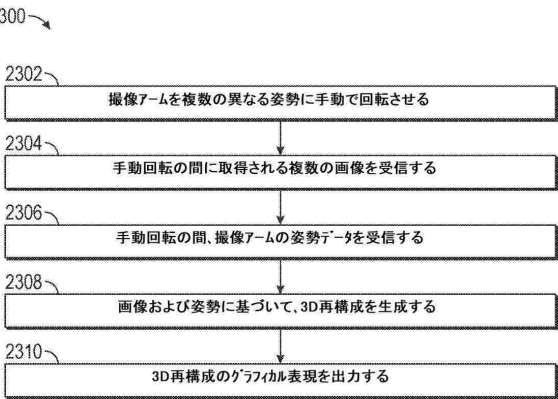 300
2302
撮像アームを複数の異なる姿勢に手動で回転させる
2304
手動回転の間に取得される複数の画像を受信する
2306
手動回転の間、撮像アームの姿勢データを受信する
2308
画像および姿勢に基づいて、3D再構成を生成する
2310
3D再構成のグラフィカル表現を出力する